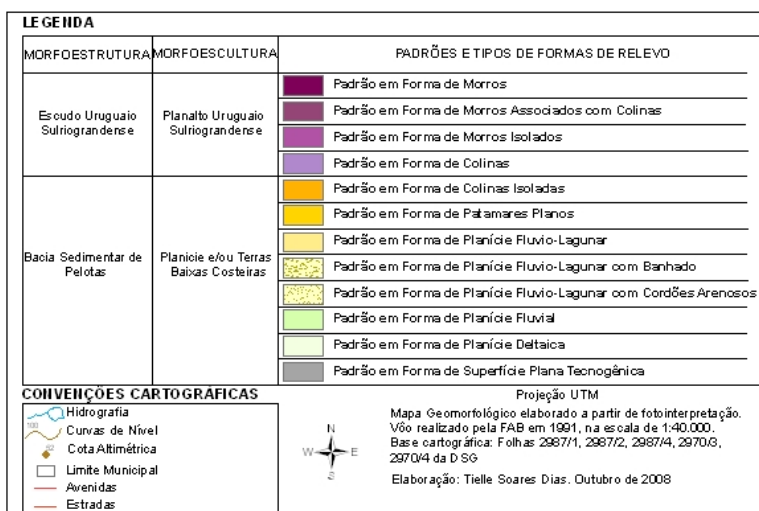 LEGENDA
MORFOESTRUTURA MORFOESCULTURA PADRÕES E TIPOS DE FORMAS DE RELEVO
Escudo Uruguaio
Sulriograndense
Planalto Uruguaio
Sulriograndense
Padrão em Forma de Morros
Padrão em Forma de Morros Associados com Colinas
Padrão em Forma de Morros Isolados
Padrão em Forma de Colinas
Bacia Sedimentar de
Pelotas
Planicie e/ou Terras
Baixas Costeiras
Padrão em Forma de Colinas Isoladas
Padrão em Forma de Patamares Planos
Padrão em Forma de Planície Fluvio-Lagunar
Padrão em Forma de Planície Fluvio-Lagunar com Banhado
Padrão em Forma de Planície Fluvio-Lagunar com Cordões Arenosos
Padrão em Forma de Planície Fluvial
Padrão em Forma de Planície Deltaica
Padrão em Forma de Superfície Plana Tecnogênica
CONVENÇÕES CARTOGRÁFICAS
Hidrografia
100
Curvas de Nível
Cota Altimétrica
Limite Municipal
Avenidas
Estradas
N
W E
S
Projeção UTM
Mapa Geomorfológico elaborado a partir de fotointerpretação.
Vôo realizado pela FAB em 1991, na escala de 1:40.000.
Base cartográfica: Folhas 2987/1, 2987/2, 2987/4, 2970/3,
2970/4 da DSG
Elaboração: Tielle Soares Dias. Outubro de 2008